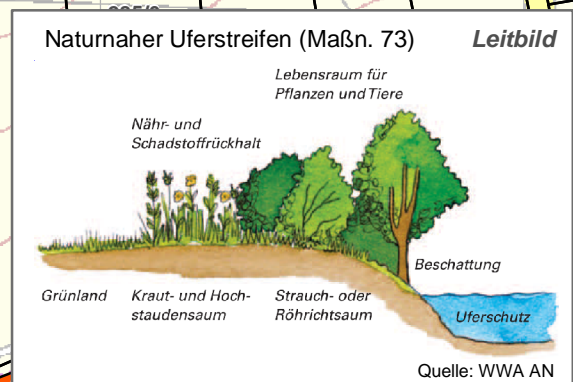 Naturnaher Uferstreifen (Maßn. 73) Leitbild
Lebensraum für
Pflanzen und Tiere
Nähr- und
Schadstoffrückhalt
Beschattung
Grünland
Kraut- und Hoch-
staudensaum
Strauch- oder
Röhrichtsaum
Uferschutz
Quelle: WWA AN